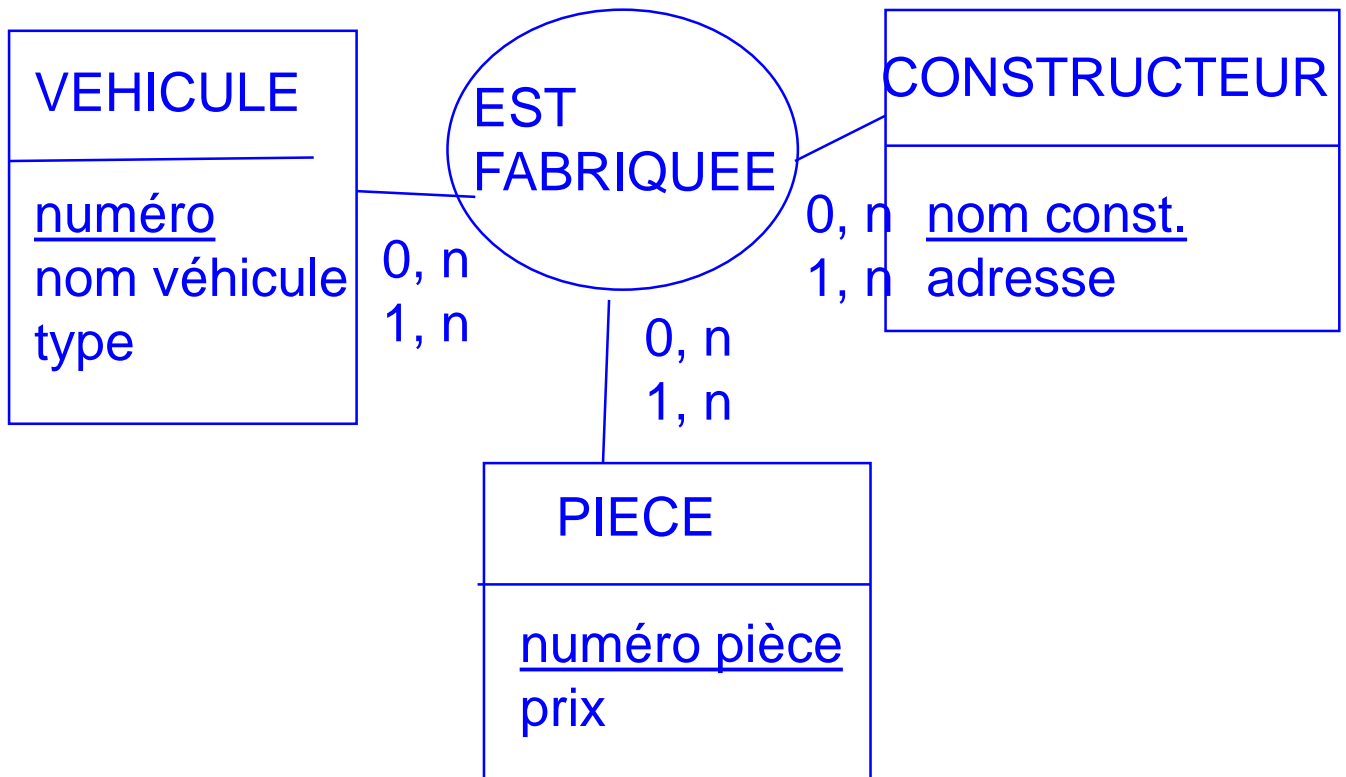 VEHICULE
numéro
nom véhicule
type
0, n
1, n
EST
FABRIQUEE
0, n
1, n
CONSTRUCTEUR
nom const.
adresse
0, n
1, n
PIECE
numéro pièce
prix